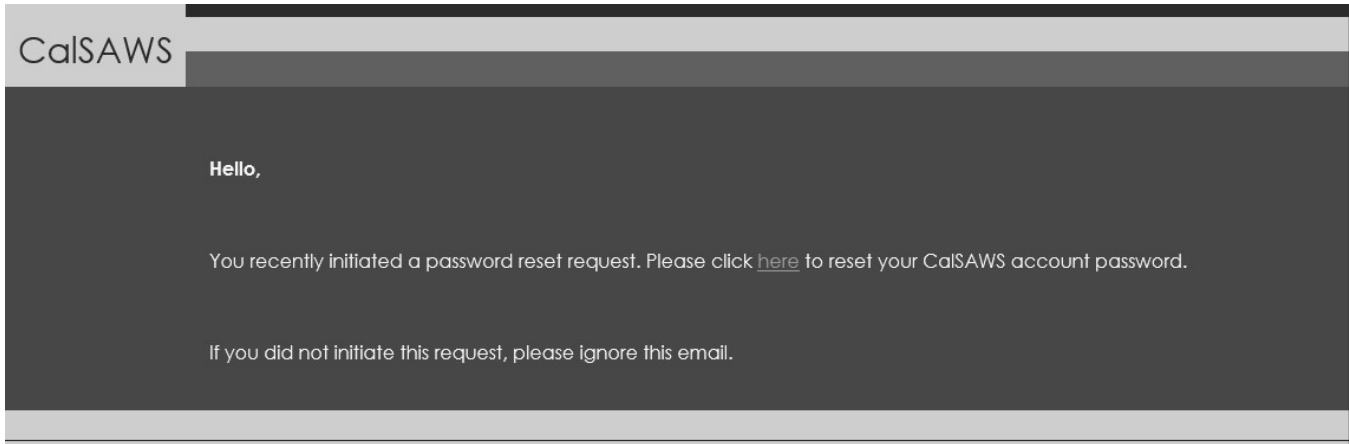 CalSAWS
Hello,
You recently initiated a password reset request. Please click here to reset your CalSAWS account password.
If you did not initiate this request, please ignore this email.